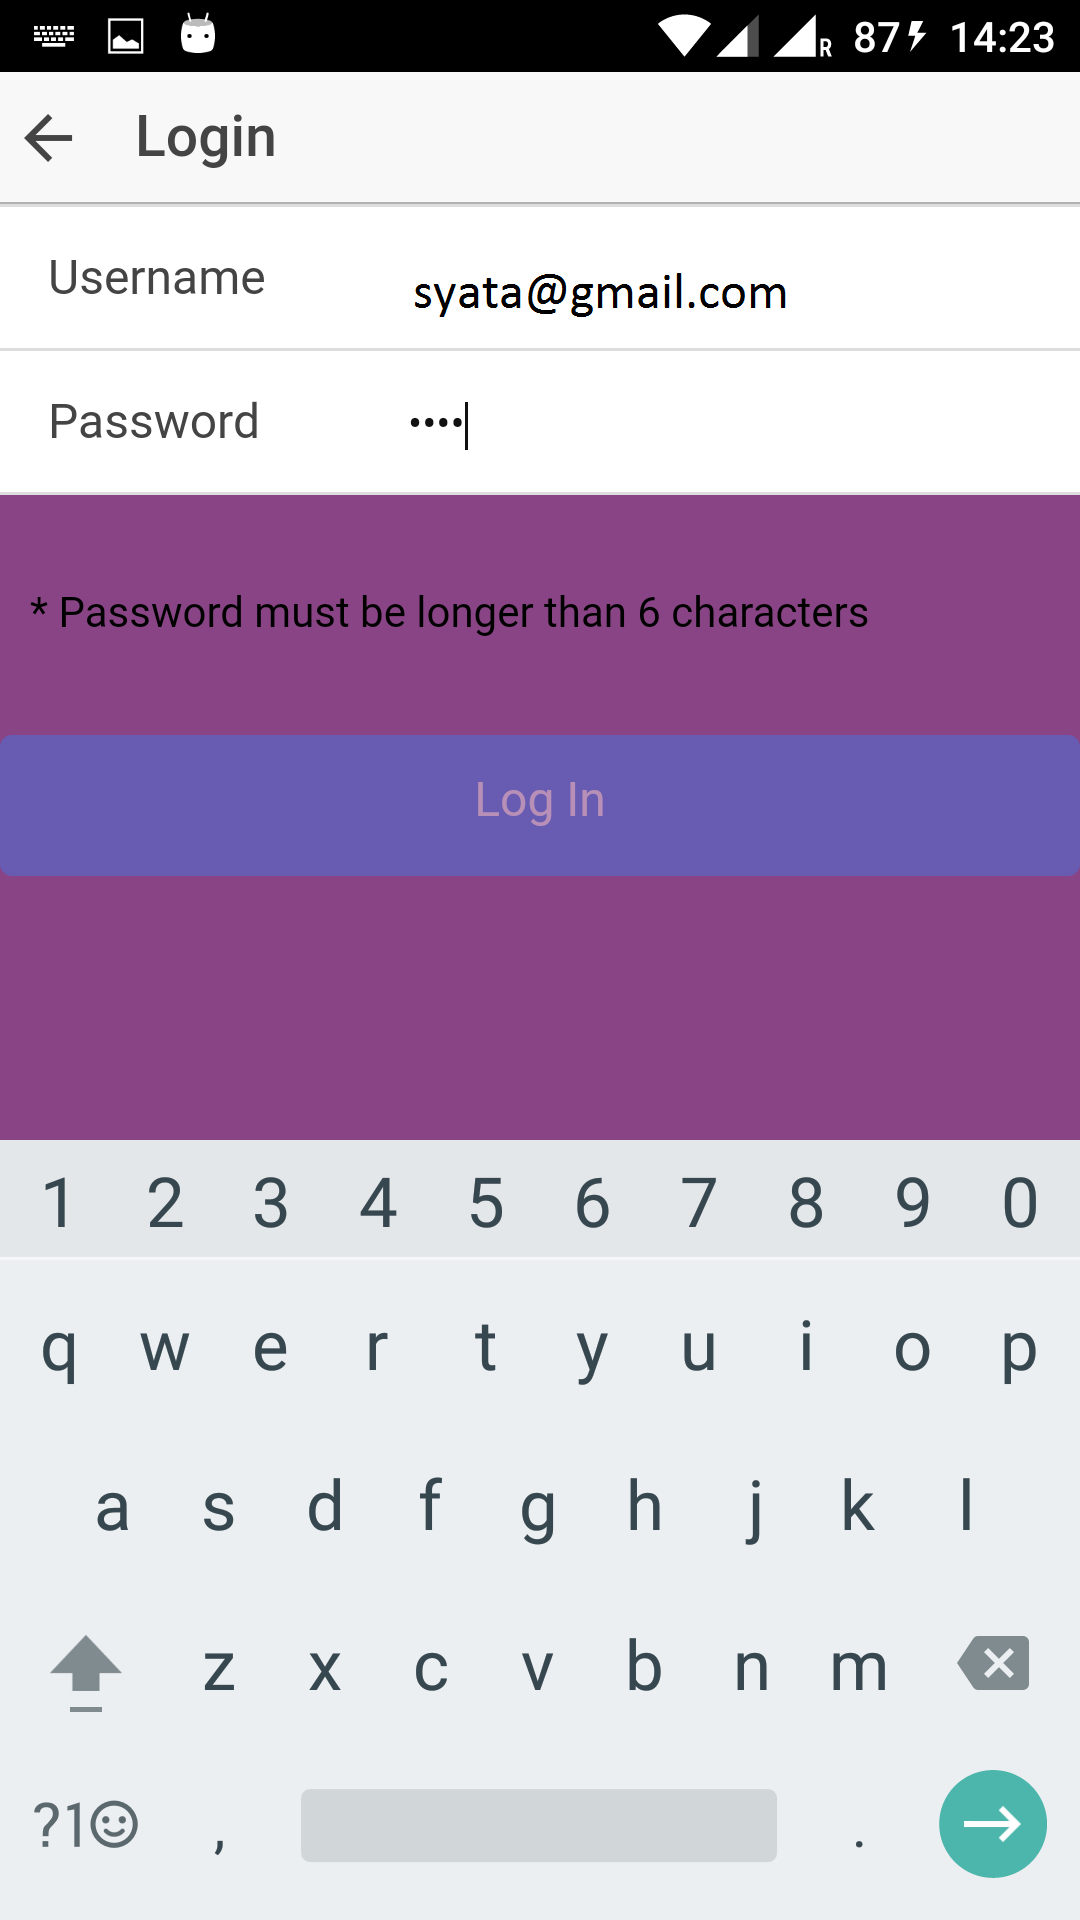 R 87 14:23
Login
Username syata@gmail.com
Password ••••
* Password must be longer than 6 characters
Log In
1 2 3 4 5 6 7 8 9 0
q w e r t y u i o p
a s d f g h j k l
z x c v b n m
?1☺ , .